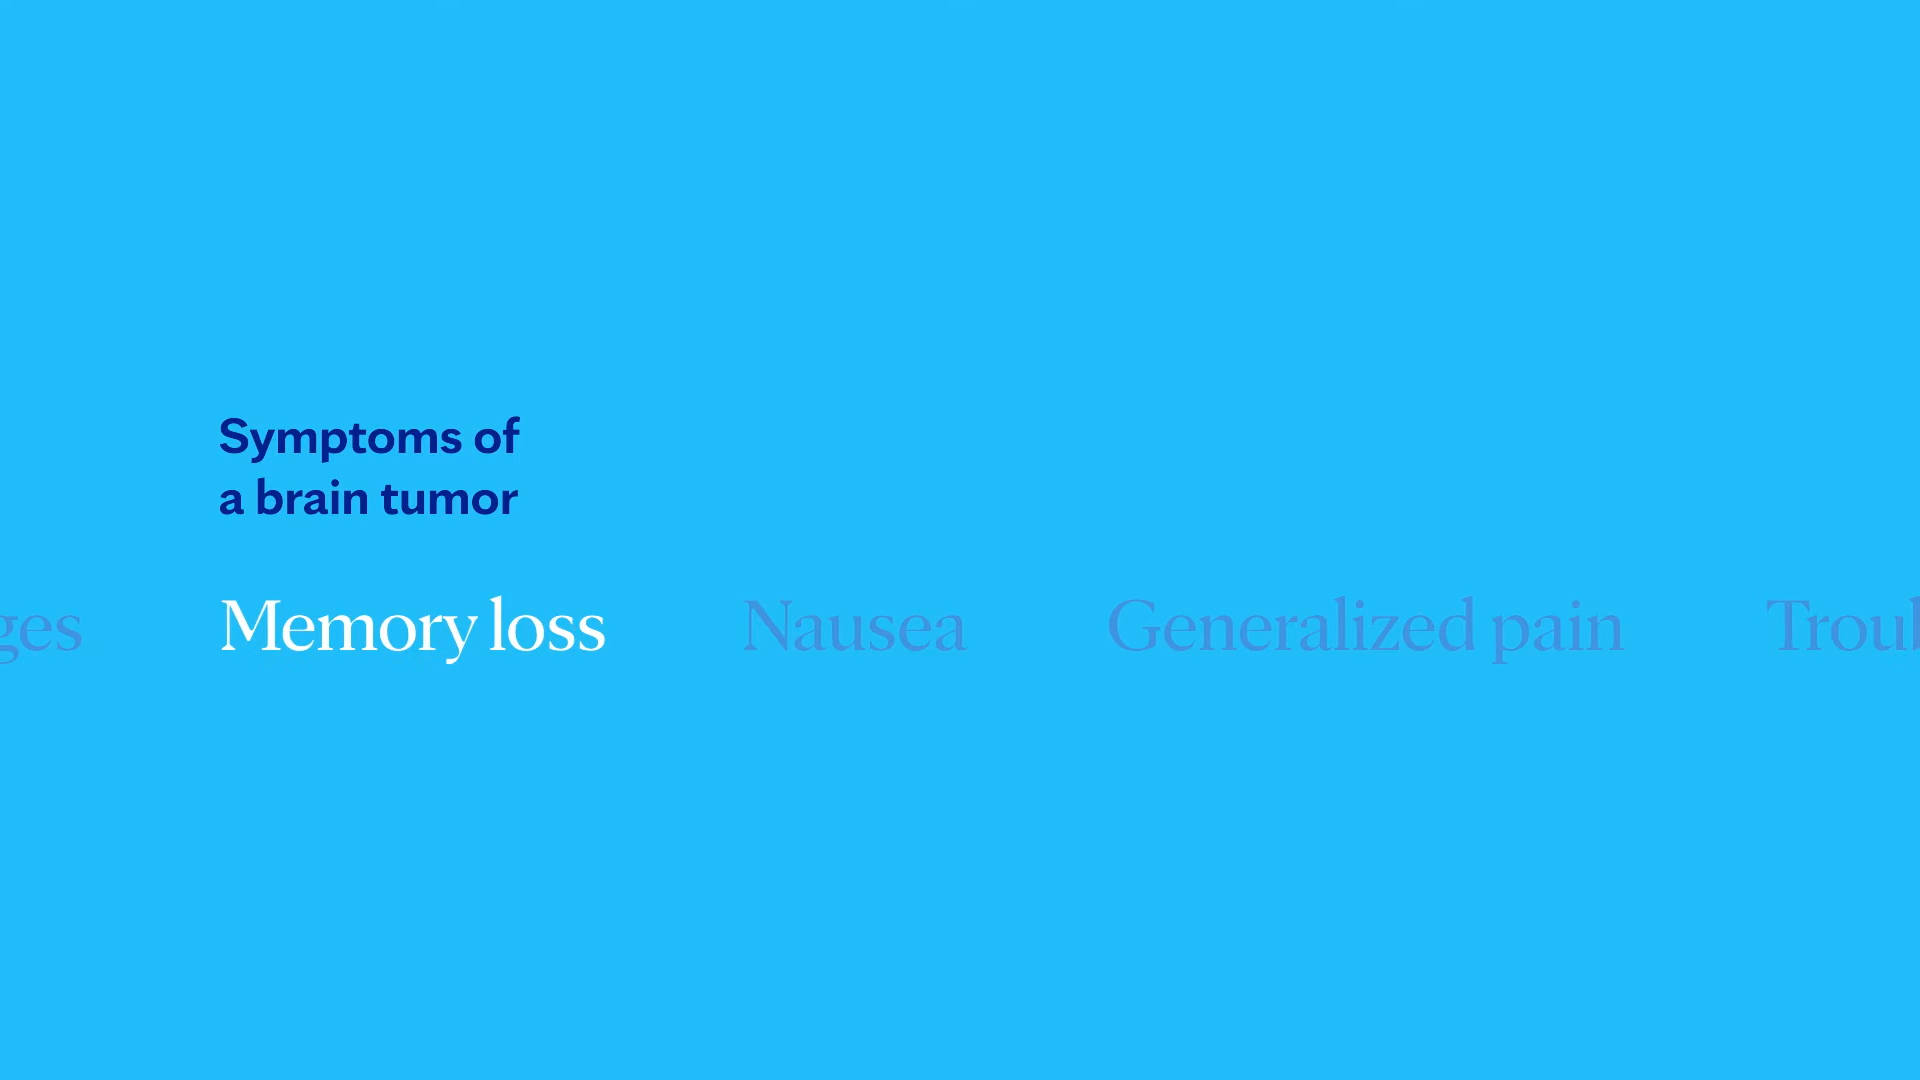 Symptoms of
a brain tumor
Memory loss Nausea Generalized pain